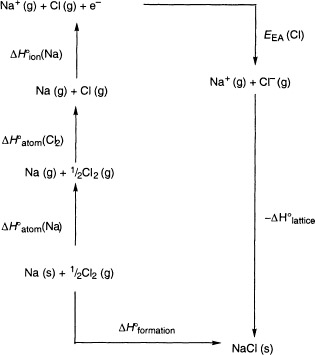 Na⁺ (g) + Cl (g) + e⁻
E_EA (Cl)
ΔH°ion(Na)
Na⁺ (g) + Cl⁻ (g)
Na (g) + Cl (g)
ΔH°atom(Cl2)
Na (g) + ½Cl₂ (g)
ΔH°atom(Na)
–ΔH°lattice
Na (s) + ½Cl₂ (g)
ΔH°formation
NaCl (s)